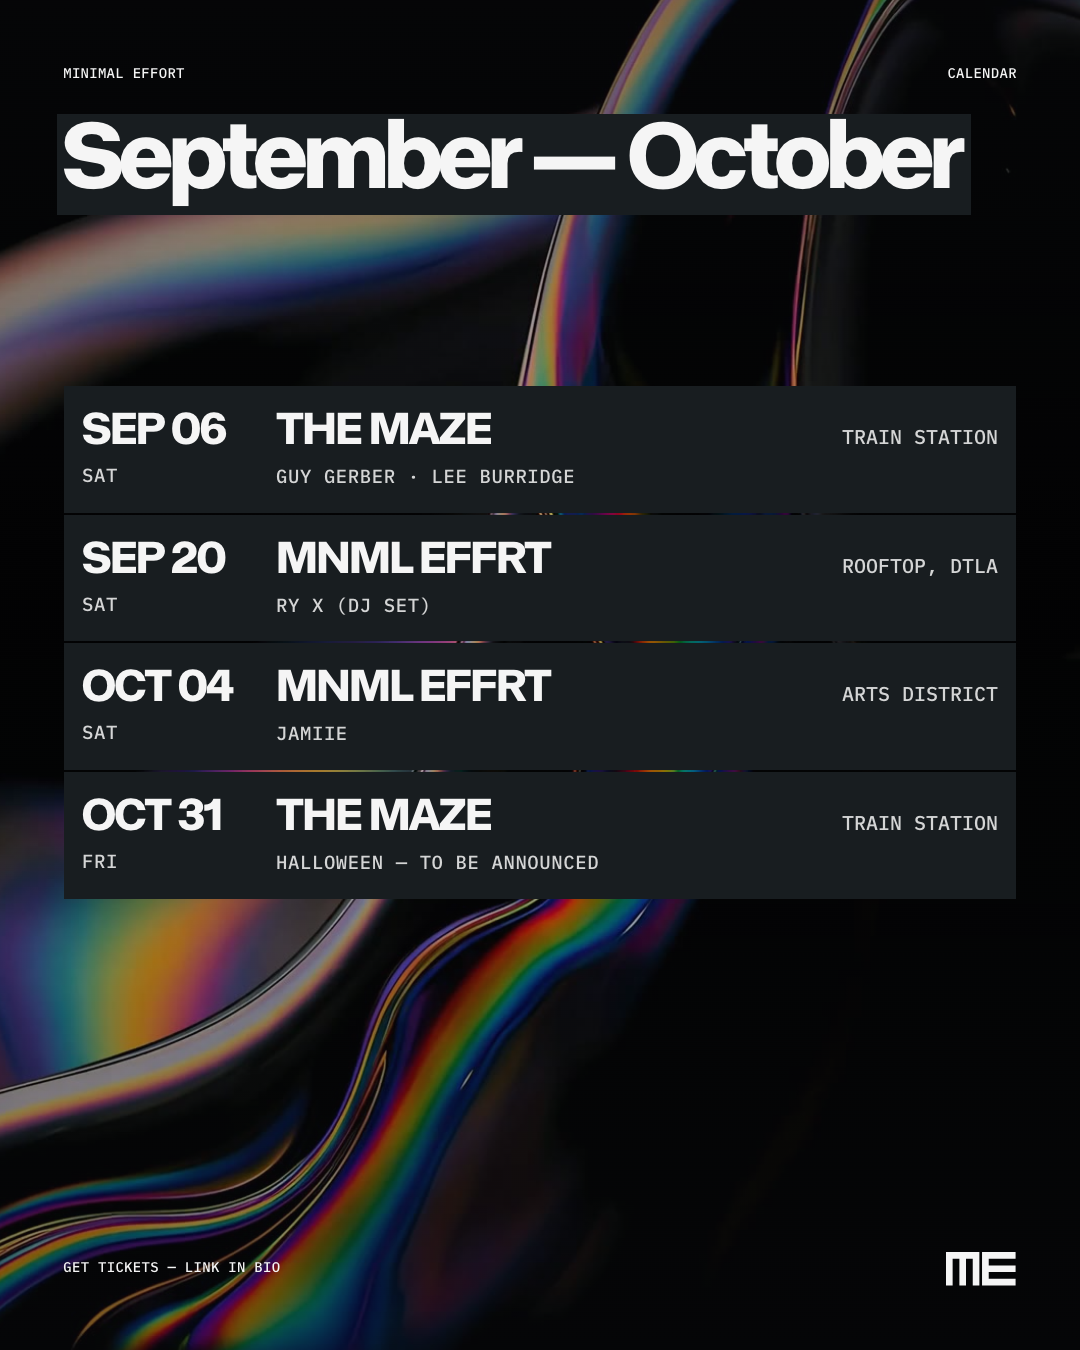 MINIMAL EFFORT
CALENDAR
September — October
SEP 06
THE MAZE
TRAIN STATION
SAT
GUY GERBER · LEE BURRIDGE
SEP 20
MNML EFFRT
ROOFTOP, DTLA
SAT
RY X (DJ SET)
OCT 04
MNML EFFRT
ARTS DISTRICT
SAT
JAMIIE
OCT 31
THE MAZE
TRAIN STATION
FRI
HALLOWEEN — TO BE ANNOUNCED
GET TICKETS — LINK IN BIO
ME